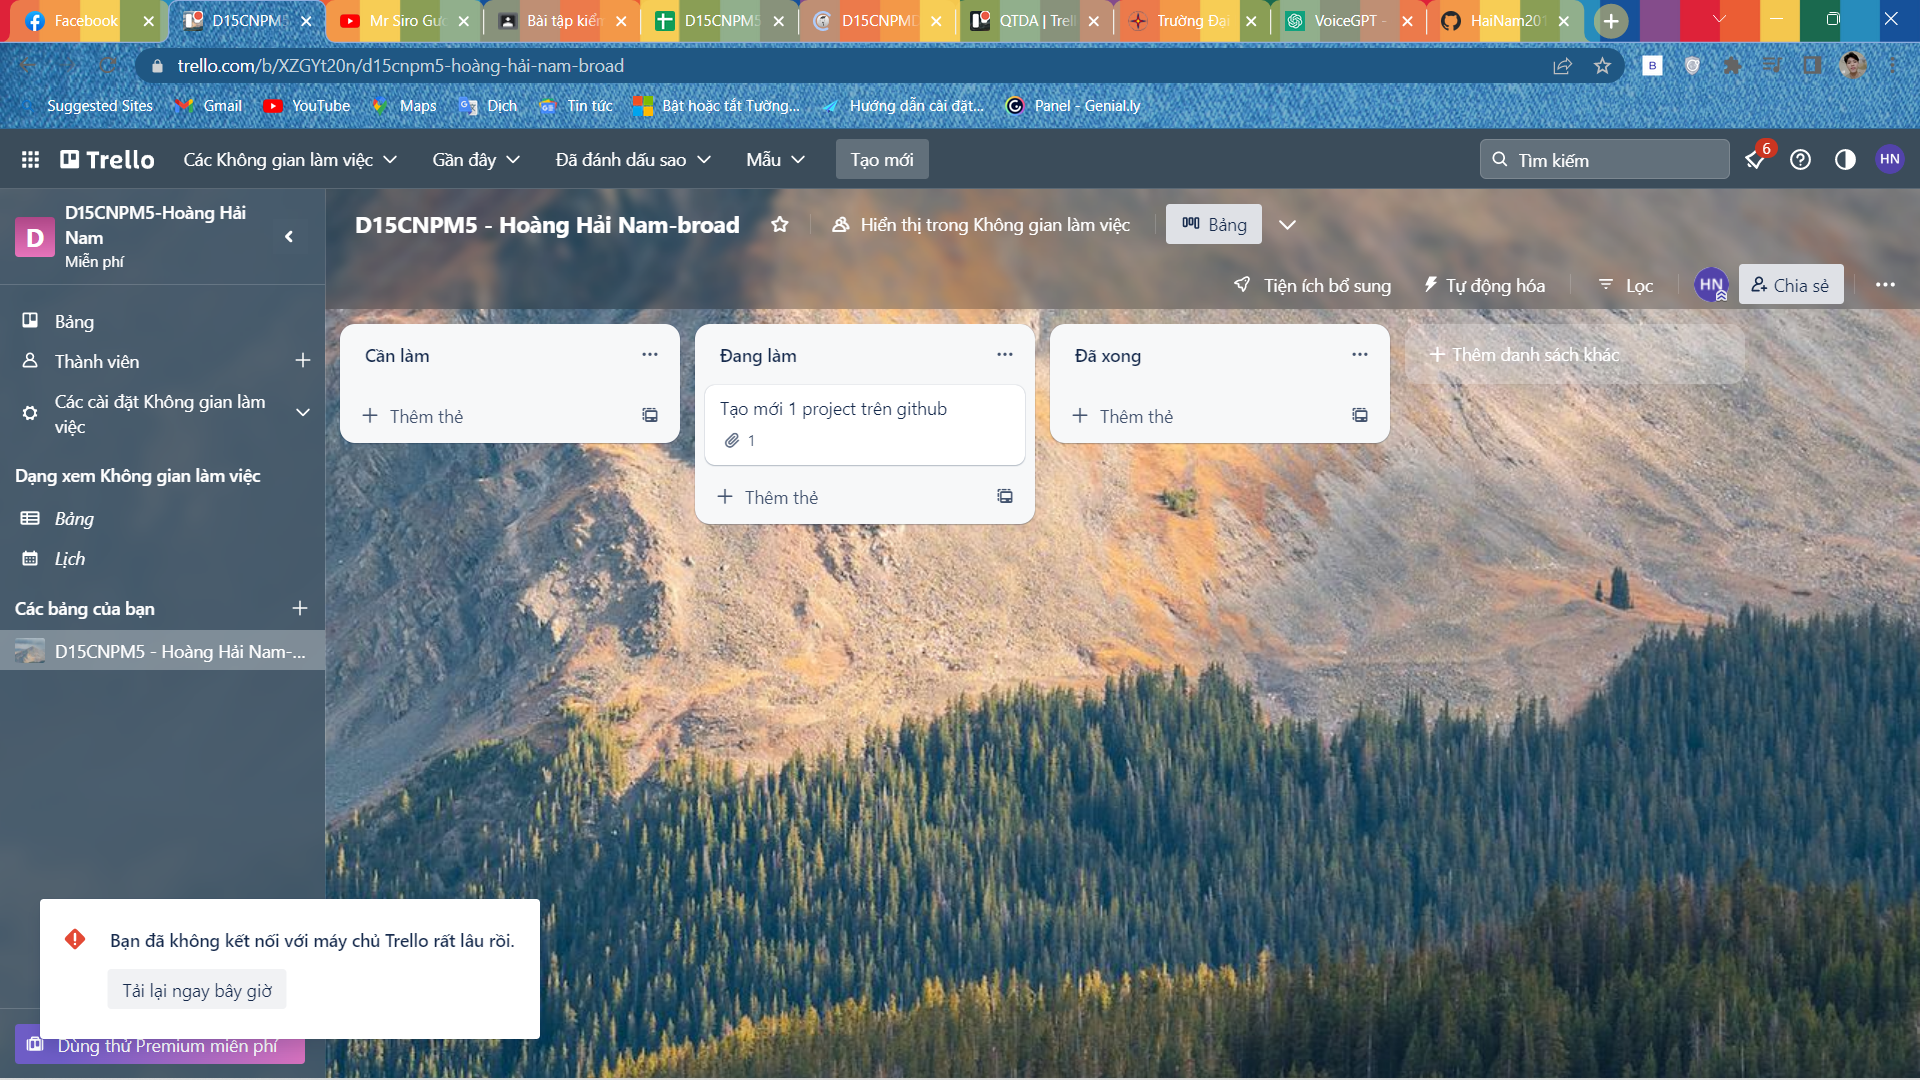 Facebook
D15CNPM5
Mr Siro Gươ
Bài tập kiểm
D15CNPM5
D15CNPMD
QTDA | Trell
Trường Đại
VoiceGPT -
HaiNam201
trello.com/b/XZGYt20n/d15cnpm5-hoàng-hải-nam-broad
Suggested Sites
Gmail
YouTube
Maps
Dịch
Tin tức
Bật hoặc tắt Tường...
Hướng dẫn cài đặt...
Panel - Genial.ly
Trello
Các Không gian làm việc
Gần đây
Đã đánh dấu sao
Mẫu
Tạo mới
Tìm kiếm
6
HN
D
D15CNPM5-Hoàng Hải
Nam
Miễn phí
Bảng
Thành viên
Các cài đặt Không gian làm
việc
Dạng xem Không gian làm việc
Bảng
Lịch
Các bảng của bạn
D15CNPM5 - Hoàng Hải Nam-...
D15CNPM5 - Hoàng Hải Nam-broad
Hiển thị trong Không gian làm việc
Bảng
Tiện ích bổ sung
Tự động hóa
Lọc
HN
Chia sẻ
Cần làm
Thêm thẻ
Đang làm
Tạo mới 1 project trên github
1
Thêm thẻ
Đã xong
Thêm thẻ
Thêm danh sách khác
Bạn đã không kết nối với máy chủ Trello rất lâu rồi.
Tải lại ngay bây giờ
Dùng thử Premium miễn phí